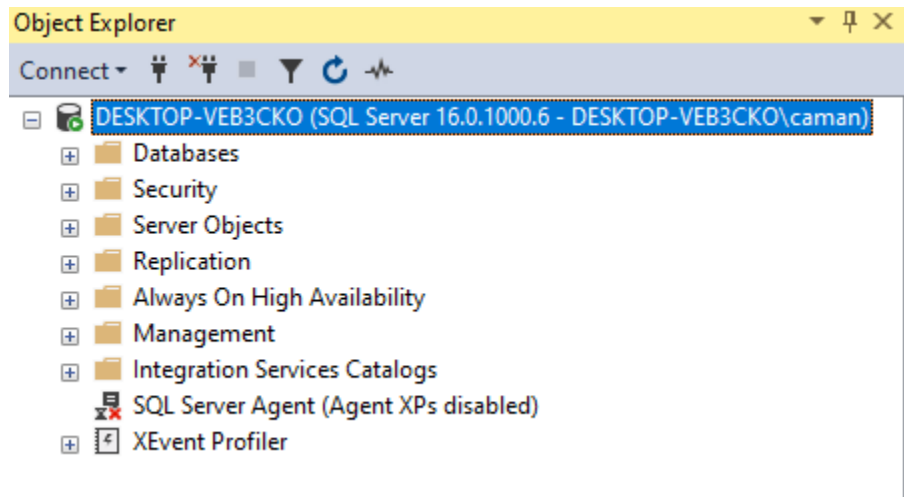 Object Explorer
Connect
DESKTOP-VEB3CKO (SQL Server 16.0.1000.6 - DESKTOP-VEB3CKO\caman)
Databases
Security
Server Objects
Replication
Always On High Availability
Management
Integration Services Catalogs
SQL Server Agent (Agent XPs disabled)
XEvent Profiler